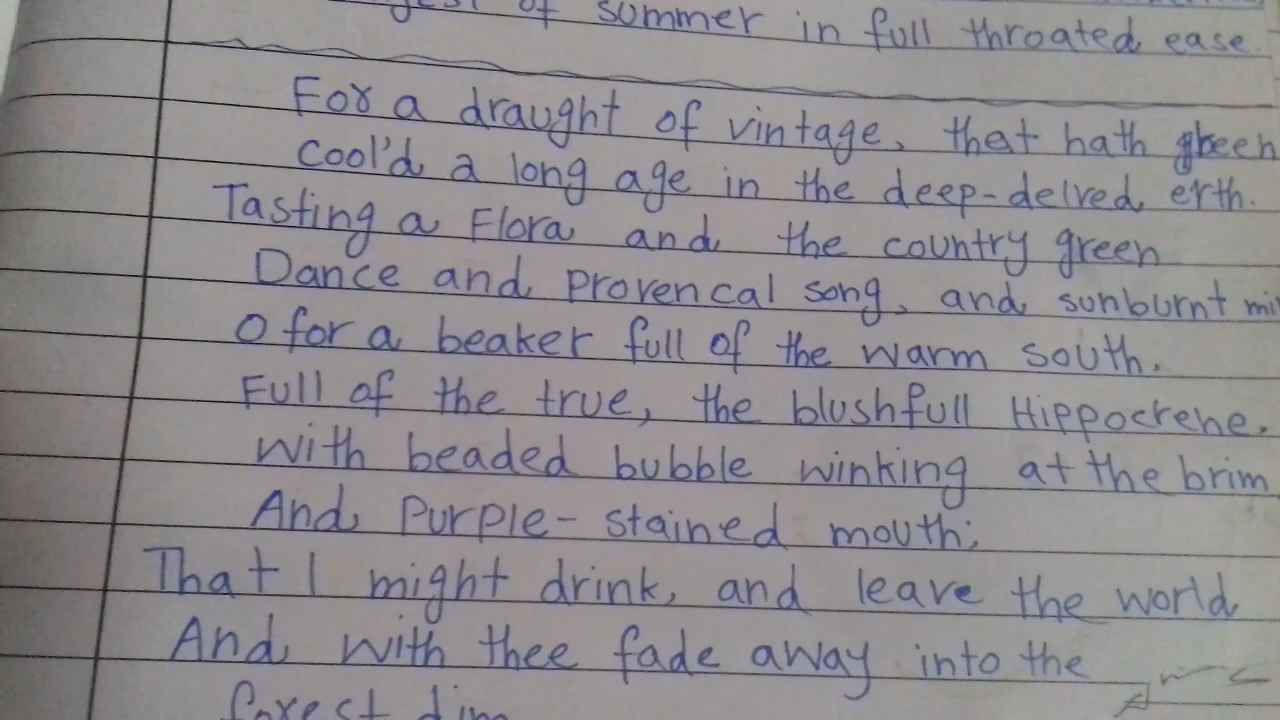 of summer in full throated ease.
For a draught of vintage, that hath
Cool'd a long age in the deep-delved erth.
Tasting a Flora and the country green
Dance and Provencal song, and sunburnt mi
O for a beaker full of the warm south.
Full of the true, the blushfull Hippocrene.
With beaded bubble winking at the brim
And Purple-stained mouth;
That I might drink, and leave the world
And with thee fade away into the
forest dim